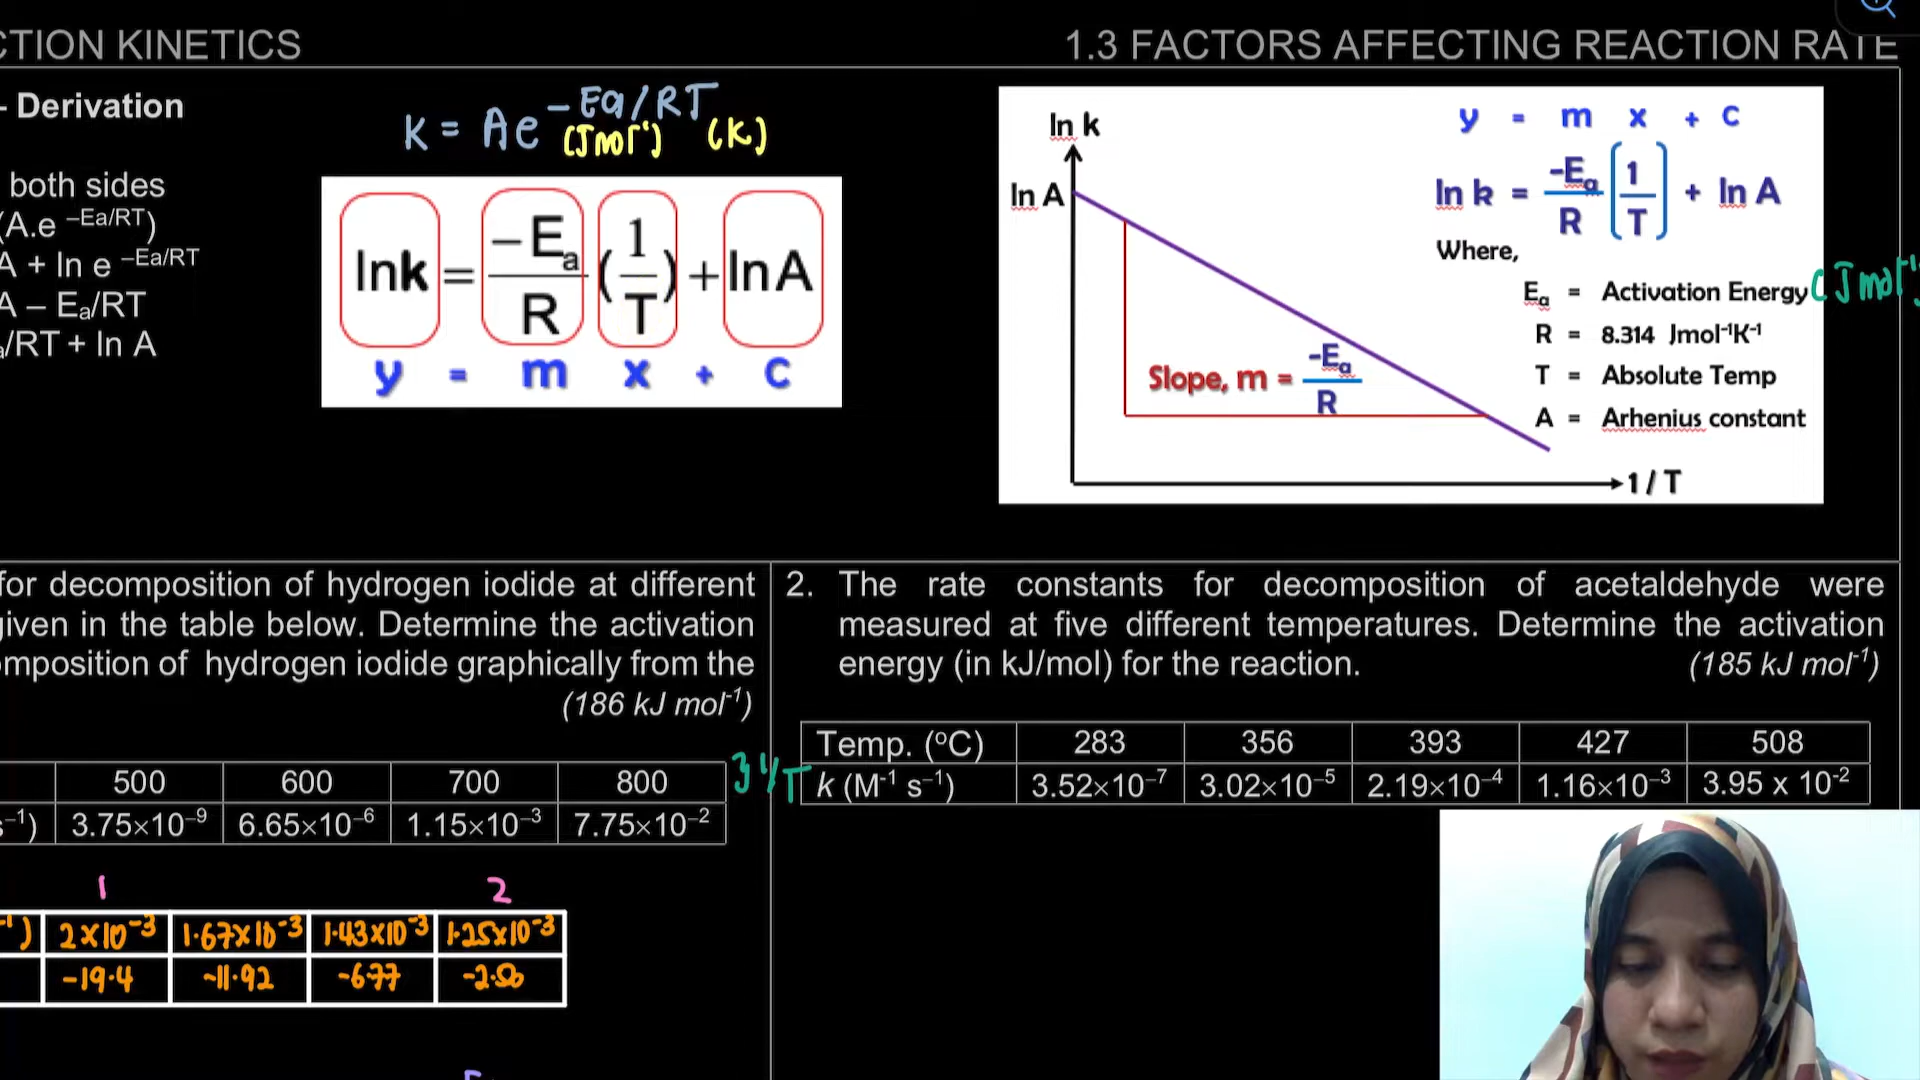 CTION KINETICS
1.3 FACTORS AFFECTING REACTION RATE
- Derivation
both sides
(A.e –Ea/RT)
A + ln e –Ea/RT
A – Ea/RT
a/RT + ln A
K = Ae -Ea/RT
(Jmol⁻¹) (K)
lnk = –Ea/R (1/T) + lnA
y = m x + c
ln k
ln A
Slope, m = -Ea/R
1/T
y = m x + c
ln k = -Ea/R [1/T] + ln A
Where,
Ea = Activation Energy (Jmol⁻¹)
R = 8.314 Jmol⁻¹K⁻¹
T = Absolute Temp
A = Arhenius constant
for decomposition of hydrogen iodide at different
given in the table below. Determine the activation
mposition of hydrogen iodide graphically from the
(186 kJ mol⁻¹)
500 600 700 800
s⁻¹) 3.75×10⁻⁹ 6.65×10⁻⁶ 1.15×10⁻³ 7.75×10⁻²
1/T
1 2
⁻¹) 2×10⁻³ 1.67×10⁻³ 1.43×10⁻³ 1.25×10⁻³
-19.4 -11.92 -6.77 -2.56
2. The rate constants for decomposition of acetaldehyde were
measured at five different temperatures. Determine the activation
energy (in kJ/mol) for the reaction. (185 kJ mol⁻¹)
Temp. (°C) 283 356 393 427 508
k (M⁻¹ s⁻¹) 3.52×10⁻⁷ 3.02×10⁻⁵ 2.19×10⁻⁴ 1.16×10⁻³ 3.95 x 10⁻²